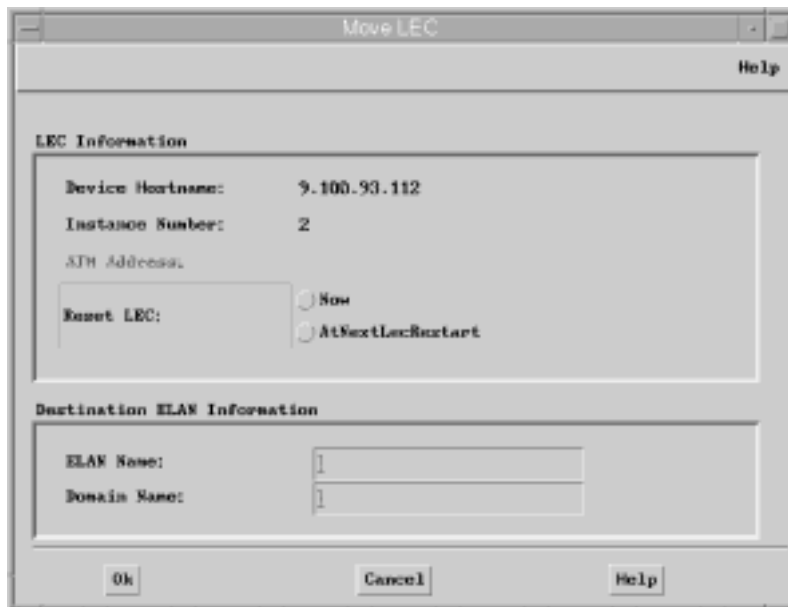 Move LEC
Help
LEC Information
Device Hostname: 9.100.93.112
Instance Number: 2
ATM Address:
Reset LEC:
Now
AtNextLecRestart
Destination ELAN Information
ELAN Name:
Domain Name:
Ok Cancel Help